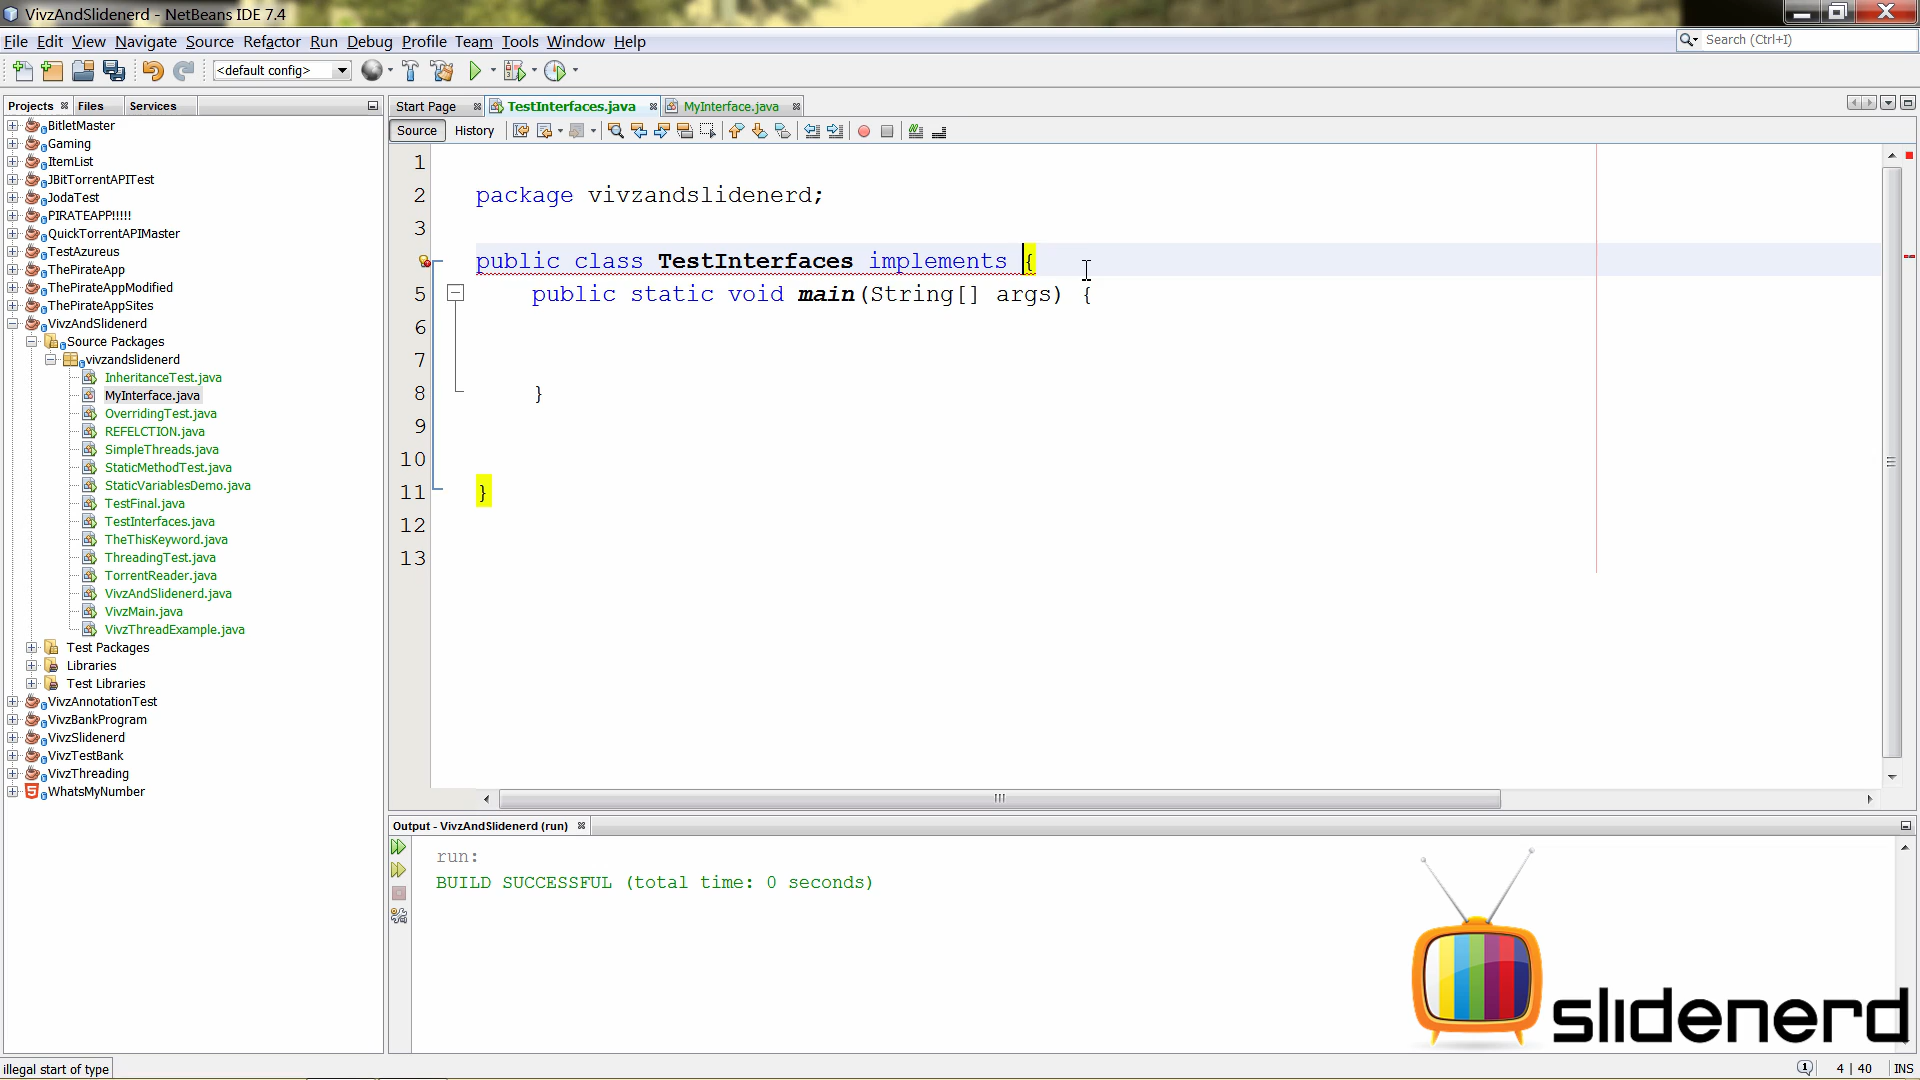 VivzAndSlidenerd - NetBeans IDE 7.4
File Edit View Navigate Source Refactor Run Debug Profile Team Tools Window Help
Search (Ctrl+I)
<default config>
Projects Files Services
Start Page TestInterfaces.java MyInterface.java
Source History
BitletMaster
Gaming
ItemList
JBitTorrentAPITest
JodaTest
PIRATEAPP!!!!!
QuickTorrentAPIMaster
TestAzureus
ThePirateApp
ThePirateAppModified
ThePirateAppSites
VivzAndSlidenerd
Source Packages
vivzandslidenerd
InheritanceTest.java
MyInterface.java
OverridingTest.java
REFELCTION.java
SimpleThreads.java
StaticMethodTest.java
StaticVariablesDemo.java
TestFinal.java
TestInterfaces.java
TheThisKeyword.java
ThreadingTest.java
TorrentReader.java
VivzAndSlidenerd.java
VivzMain.java
VivzThreadExample.java
Test Packages
Libraries
Test Libraries
VivzAnnotationTest
VivzBankProgram
VivzSlidenerd
VivzTestBank
VivzThreading
WhatsMyNumber
1
2 package vivzandslidenerd;
3
public class TestInterfaces implements {
5 public static void main(String[] args) {
6
7
8 }
9
10
11 }
12
13
Output - VivzAndSlidenerd (run)
run:
BUILD SUCCESSFUL (total time: 0 seconds)
slidenerd
illegal start of type
1 4 | 40 INS